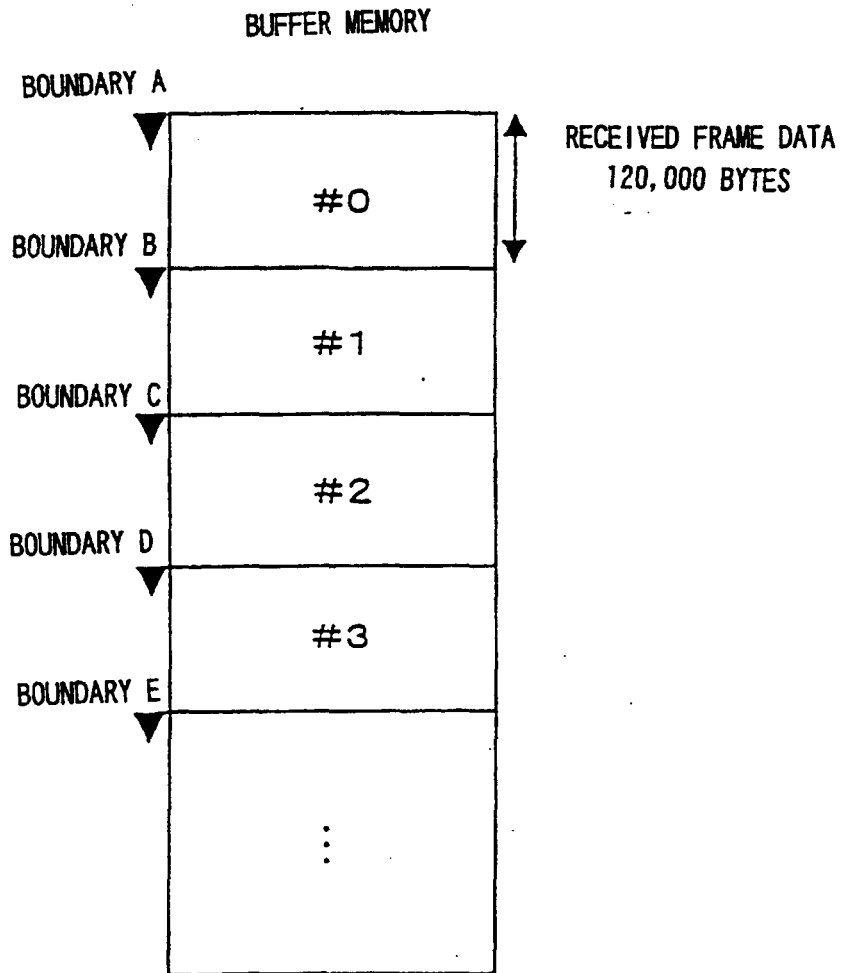 BUFFER MEMORY
BOUNDARY A
RECEIVED FRAME DATA
120,000 BYTES
#0
BOUNDARY B
#1
BOUNDARY C
#2
BOUNDARY D
#3
BOUNDARY E
⋮